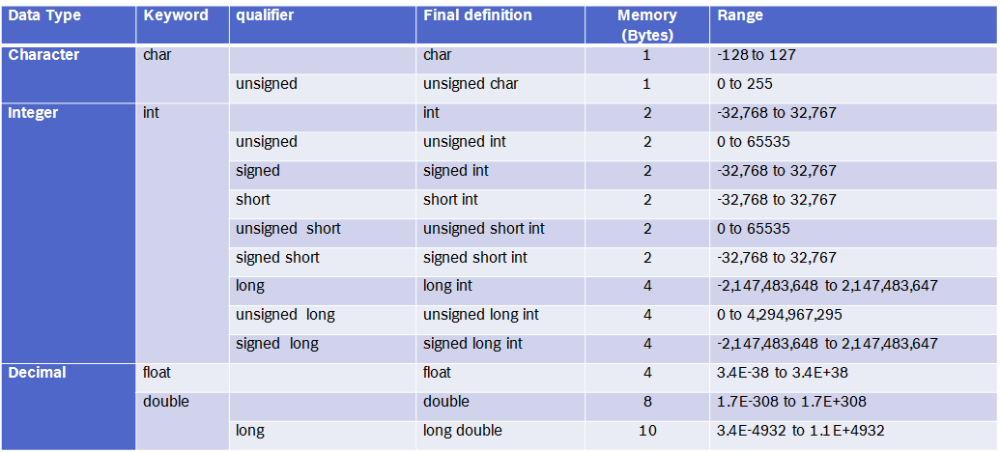 Data Type Keyword qualifier Final definition Memory (Bytes) Range
Character char char 1 -128 to 127
unsigned unsigned char 1 0 to 255
Integer int int 2 -32,768 to 32,767
unsigned unsigned int 2 0 to 65535
signed signed int 2 -32,768 to 32,767
short short int 2 -32,768 to 32,767
unsigned short unsigned short int 2 0 to 65535
signed short signed short int 2 -32,768 to 32,767
long long int 4 -2,147,483,648 to 2,147,483,647
unsigned long unsigned long int 4 0 to 4,294,967,295
signed long signed long int 4 -2,147,483,648 to 2,147,483,647
Decimal float float 4 3.4E-38 to 3.4E+38
double double 8 1.7E-308 to 1.7E+308
long long double 10 3.4E-4932 to 1.1E+4932